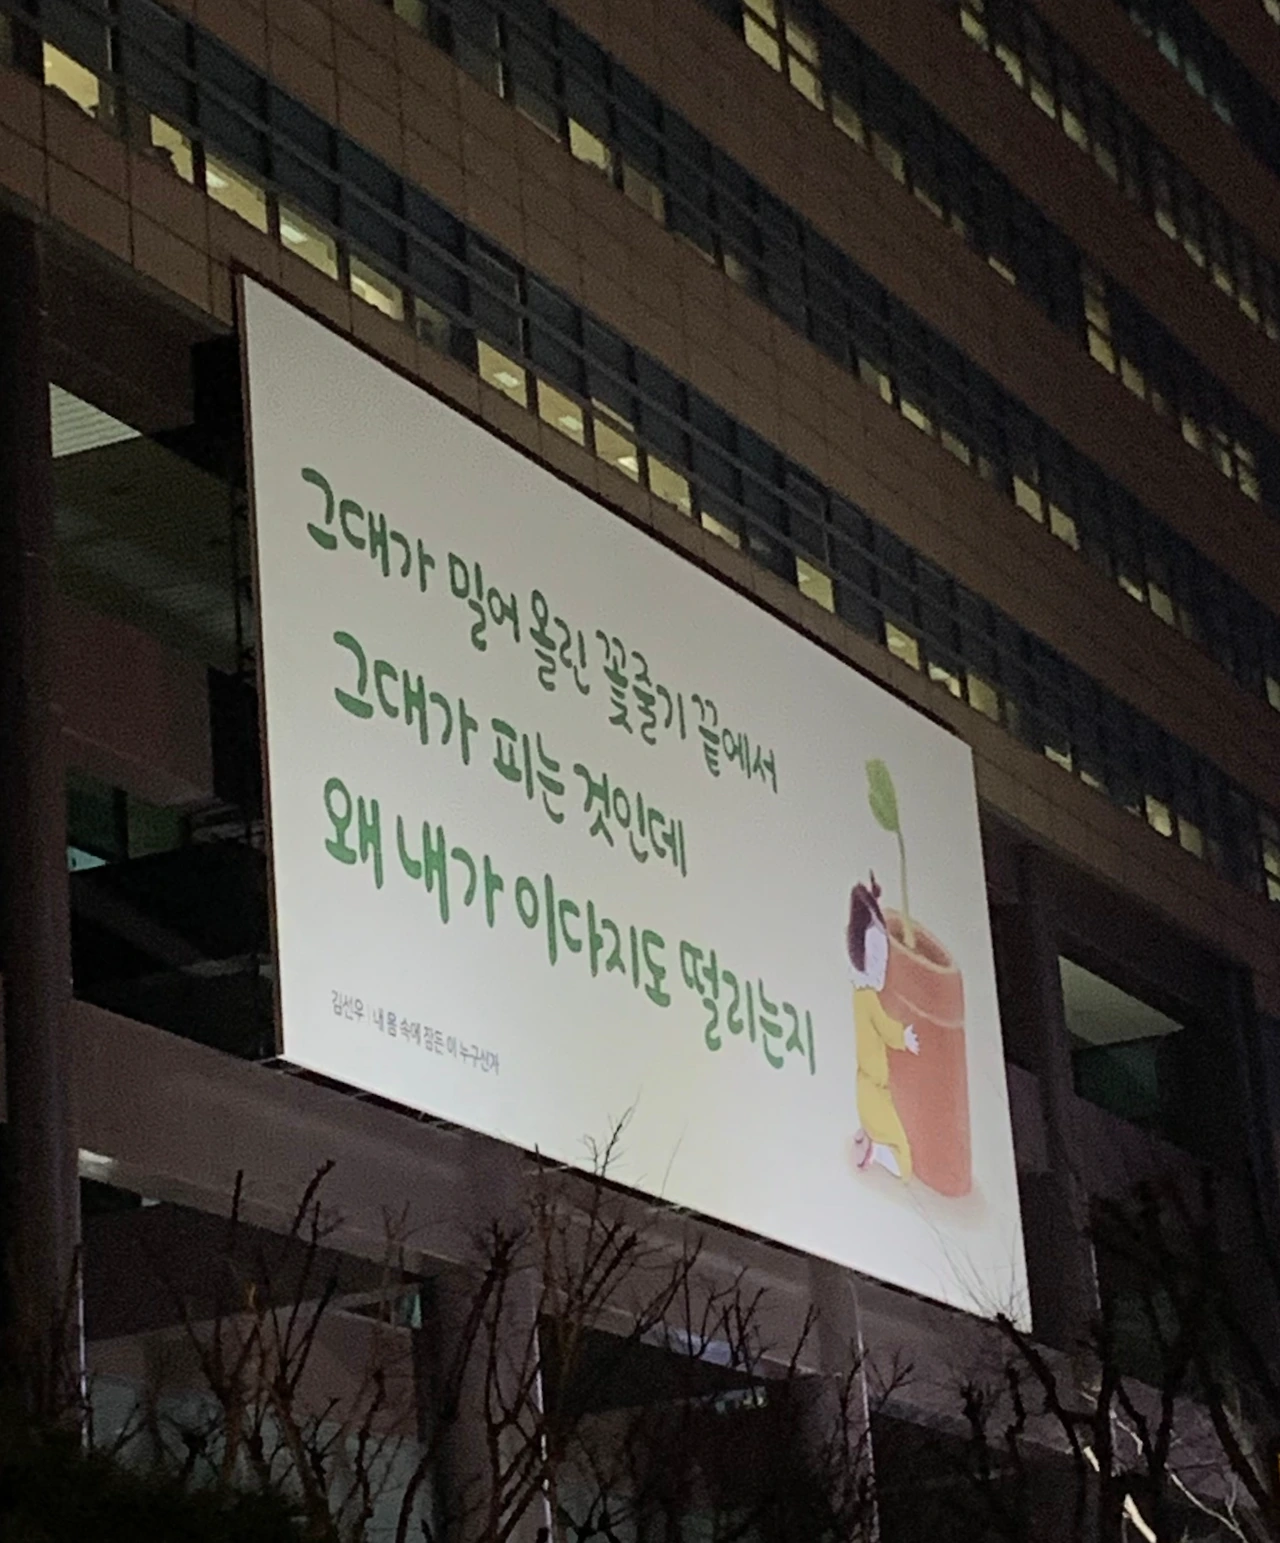 그대가 밀어 올린 꽃줄기 끝에서
그대가 피는 것인데
왜 내가 이다지도 떨리는지
김선우 | 내 몸 속에 잠든 이 누구신가